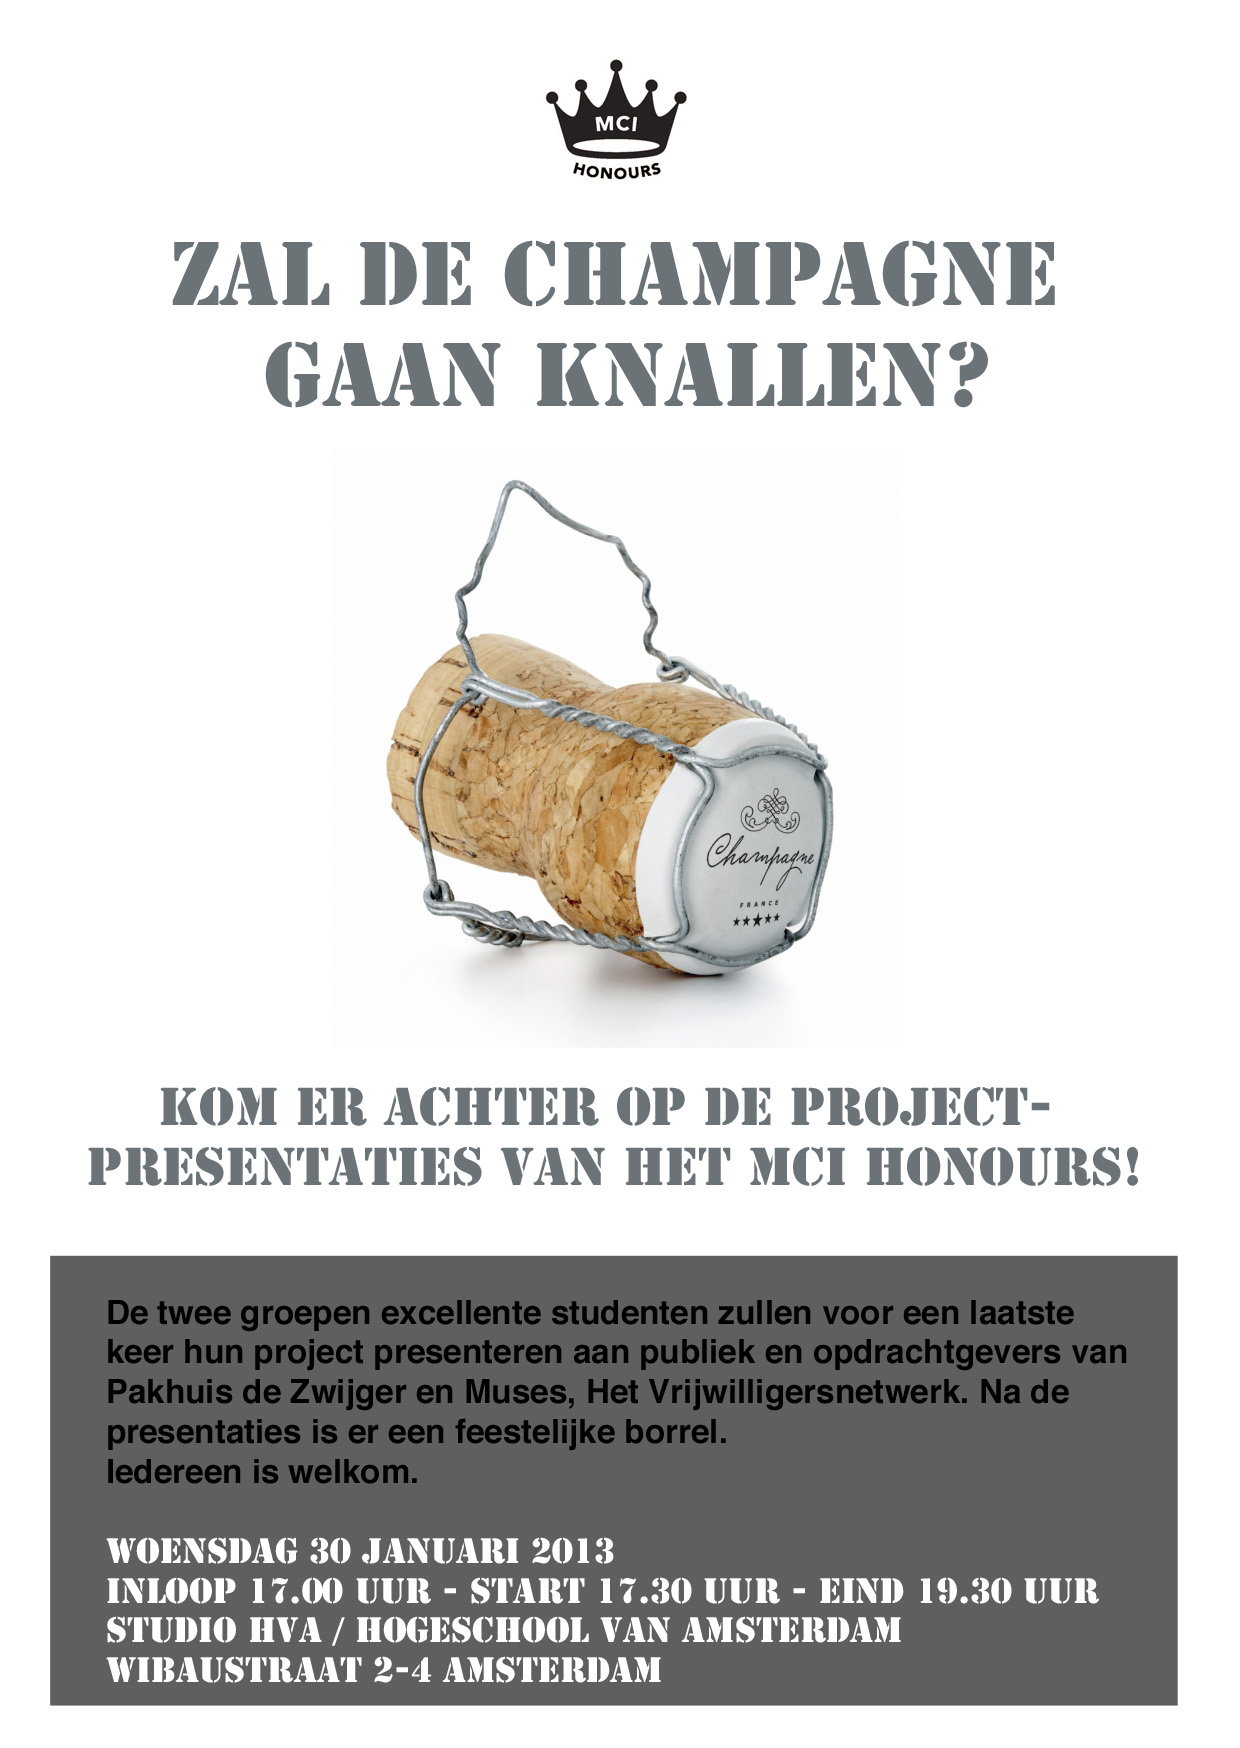 MCI
HONOURS
ZAL DE CHAMPAGNE
GAAN KNALLEN?
Champagne
FRANCE
KOM ER ACHTER OP DE PROJECT-
PRESENTATIES VAN HET MCI HONOURS!
De twee groepen excellente studenten zullen voor een laatste
keer hun project presenteren aan publiek en opdrachtgevers van
Pakhuis de Zwijger en Muses, Het Vrijwilligersnetwerk. Na de
presentaties is er een feestelijke borrel.
Iedereen is welkom.
WOENSDAG 30 JANUARI 2013
INLOOP 17.00 UUR - START 17.30 UUR - EIND 19.30 UUR
STUDIO HVA / HOGESCHOOL VAN AMSTERDAM
WIBAUSTRAAT 2-4 AMSTERDAM